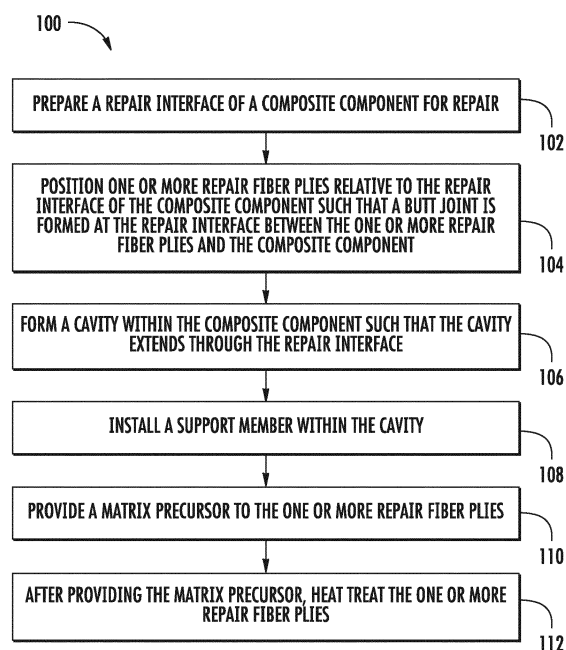 100
PREPARE A REPAIR INTERFACE OF A COMPOSITE COMPONENT FOR REPAIR
102
POSITION ONE OR MORE REPAIR FIBER PLIES RELATIVE TO THE REPAIR
INTERFACE OF THE COMPOSITE COMPONENT SUCH THAT A BUTT JOINT IS
FORMED AT THE REPAIR INTERFACE BETWEEN THE ONE OR MORE REPAIR
FIBER PLIES AND THE COMPOSITE COMPONENT
104
FORM A CAVITY WITHIN THE COMPOSITE COMPONENT SUCH THAT THE CAVITY
EXTENDS THROUGH THE REPAIR INTERFACE
106
INSTALL A SUPPORT MEMBER WITHIN THE CAVITY
108
PROVIDE A MATRIX PRECURSOR TO THE ONE OR MORE REPAIR FIBER PLIES
110
AFTER PROVIDING THE MATRIX PRECURSOR, HEAT TREAT THE ONE OR MORE
REPAIR FIBER PLIES
112